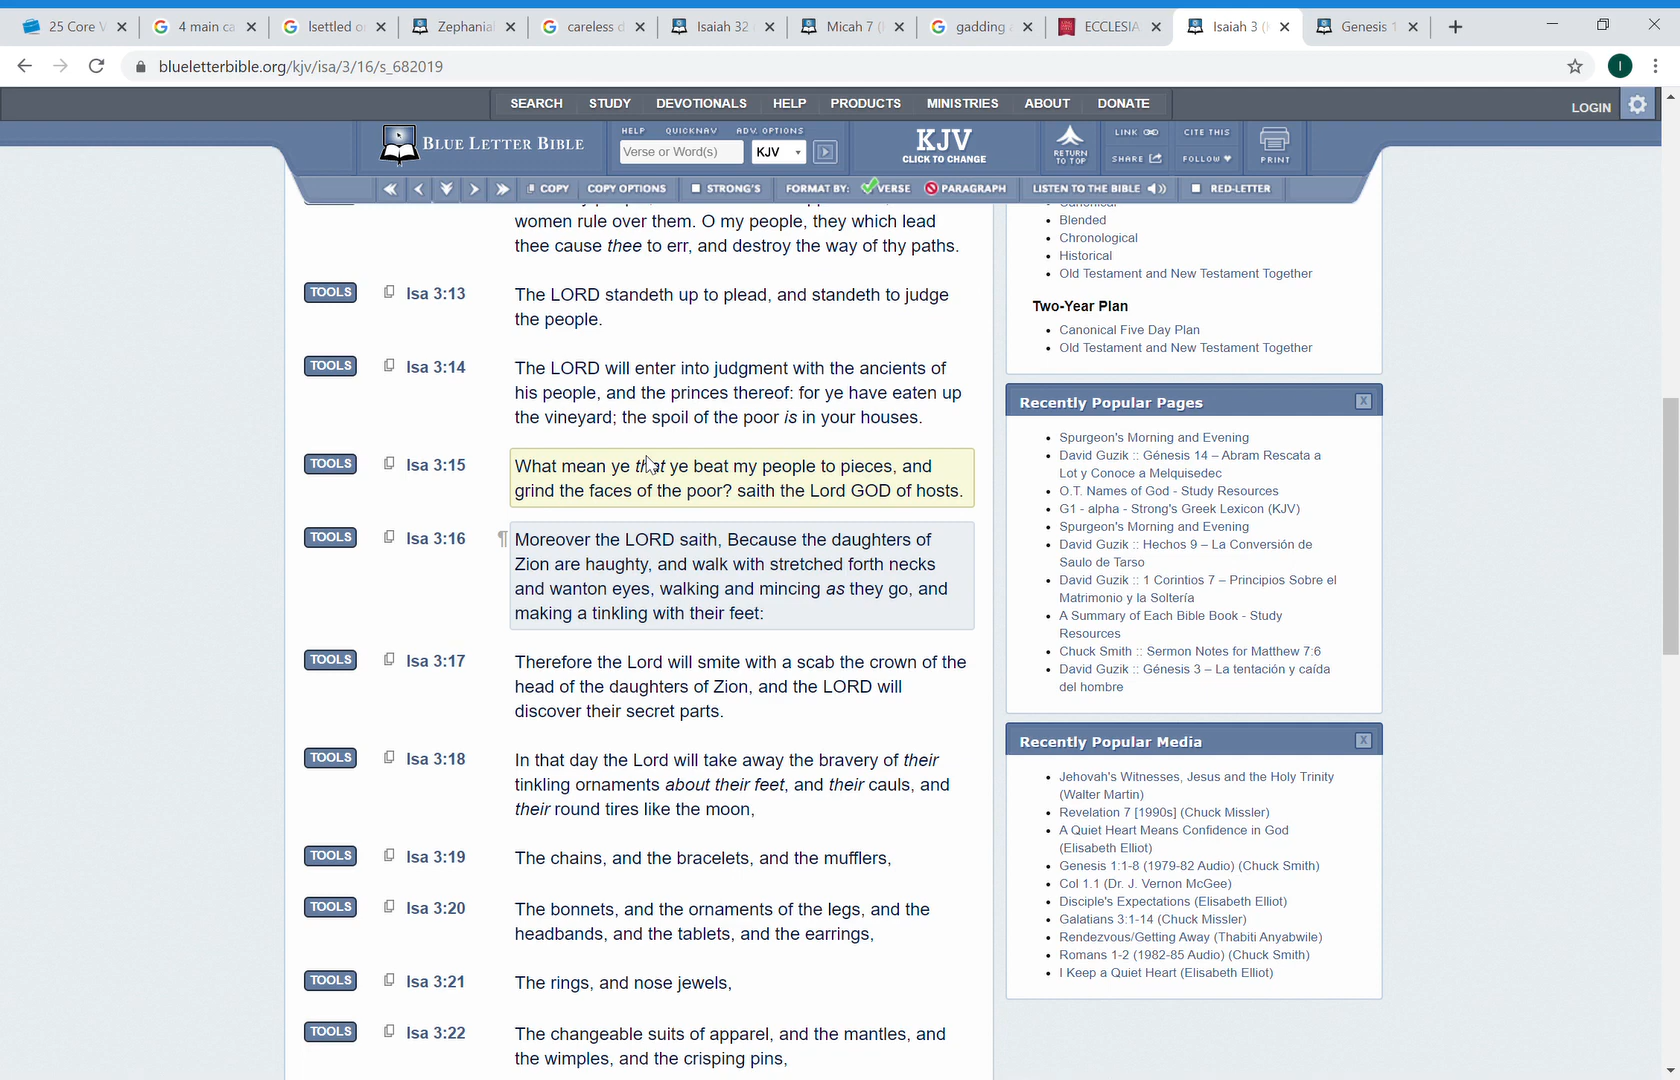 25 Core V
4 main ca
lsettled o
Zephaniah
careless d
Isaiah 32
Micah 7 (
gadding
ECCLESIA
Isaiah 3 (
Genesis 1
blueletterbible.org/kjv/isa/3/16/s_682019
I
SEARCH STUDY DEVOTIONALS HELP PRODUCTS MINISTRIES ABOUT DONATE
LOGIN
BLUE LETTER BIBLE
HELP QUICKNAV ADV. OPTIONS
Verse or Word(s) KJV
KJV
CLICK TO CHANGE
RETURN
TO TOP
LINK
SHARE
CITE THIS
FOLLOW
PRINT
COPY COPY OPTIONS STRONG'S FORMAT BY: VERSE PARAGRAPH LISTEN TO THE BIBLE RED-LETTER
women rule over them. O my people, they which lead
thee cause thee to err, and destroy the way of thy paths.
TOOLS Isa 3:13 The LORD standeth up to plead, and standeth to judge
the people.
TOOLS Isa 3:14 The LORD will enter into judgment with the ancients of
his people, and the princes thereof: for ye have eaten up
the vineyard; the spoil of the poor is in your houses.
TOOLS Isa 3:15 What mean ye that ye beat my people to pieces, and
grind the faces of the poor? saith the Lord GOD of hosts.
TOOLS Isa 3:16 ¶ Moreover the LORD saith, Because the daughters of
Zion are haughty, and walk with stretched forth necks
and wanton eyes, walking and mincing as they go, and
making a tinkling with their feet:
TOOLS Isa 3:17 Therefore the Lord will smite with a scab the crown of the
head of the daughters of Zion, and the LORD will
discover their secret parts.
TOOLS Isa 3:18 In that day the Lord will take away the bravery of their
tinkling ornaments about their feet, and their cauls, and
their round tires like the moon,
TOOLS Isa 3:19 The chains, and the bracelets, and the mufflers,
TOOLS Isa 3:20 The bonnets, and the ornaments of the legs, and the
headbands, and the tablets, and the earrings,
TOOLS Isa 3:21 The rings, and nose jewels,
TOOLS Isa 3:22 The changeable suits of apparel, and the mantles, and
the wimples, and the crisping pins,
Canonical
Blended
Chronological
Historical
Old Testament and New Testament Together
Two-Year Plan
Canonical Five Day Plan
Old Testament and New Testament Together
Recently Popular Pages X
Spurgeon's Morning and Evening
David Guzik :: Génesis 14 – Abram Rescata a
Lot y Conoce a Melquisedec
O.T. Names of God - Study Resources
G1 - alpha - Strong's Greek Lexicon (KJV)
Spurgeon's Morning and Evening
David Guzik :: Hechos 9 – La Conversión de
Saulo de Tarso
David Guzik :: 1 Corintios 7 – Principios Sobre el
Matrimonio y la Soltería
A Summary of Each Bible Book - Study
Resources
Chuck Smith :: Sermon Notes for Matthew 7:6
David Guzik :: Génesis 3 – La tentación y caída
del hombre
Recently Popular Media X
Jehovah's Witnesses, Jesus and the Holy Trinity
(Walter Martin)
Revelation 7 [1990s] (Chuck Missler)
A Quiet Heart Means Confidence in God
(Elisabeth Elliot)
Genesis 1:1-8 (1979-82 Audio) (Chuck Smith)
Col 1.1 (Dr. J. Vernon McGee)
Disciple's Expectations (Elisabeth Elliot)
Galatians 3:1-14 (Chuck Missler)
Rendezvous/Getting Away (Thabiti Anyabwile)
Romans 1-2 (1982-85 Audio) (Chuck Smith)
I Keep a Quiet Heart (Elisabeth Elliot)